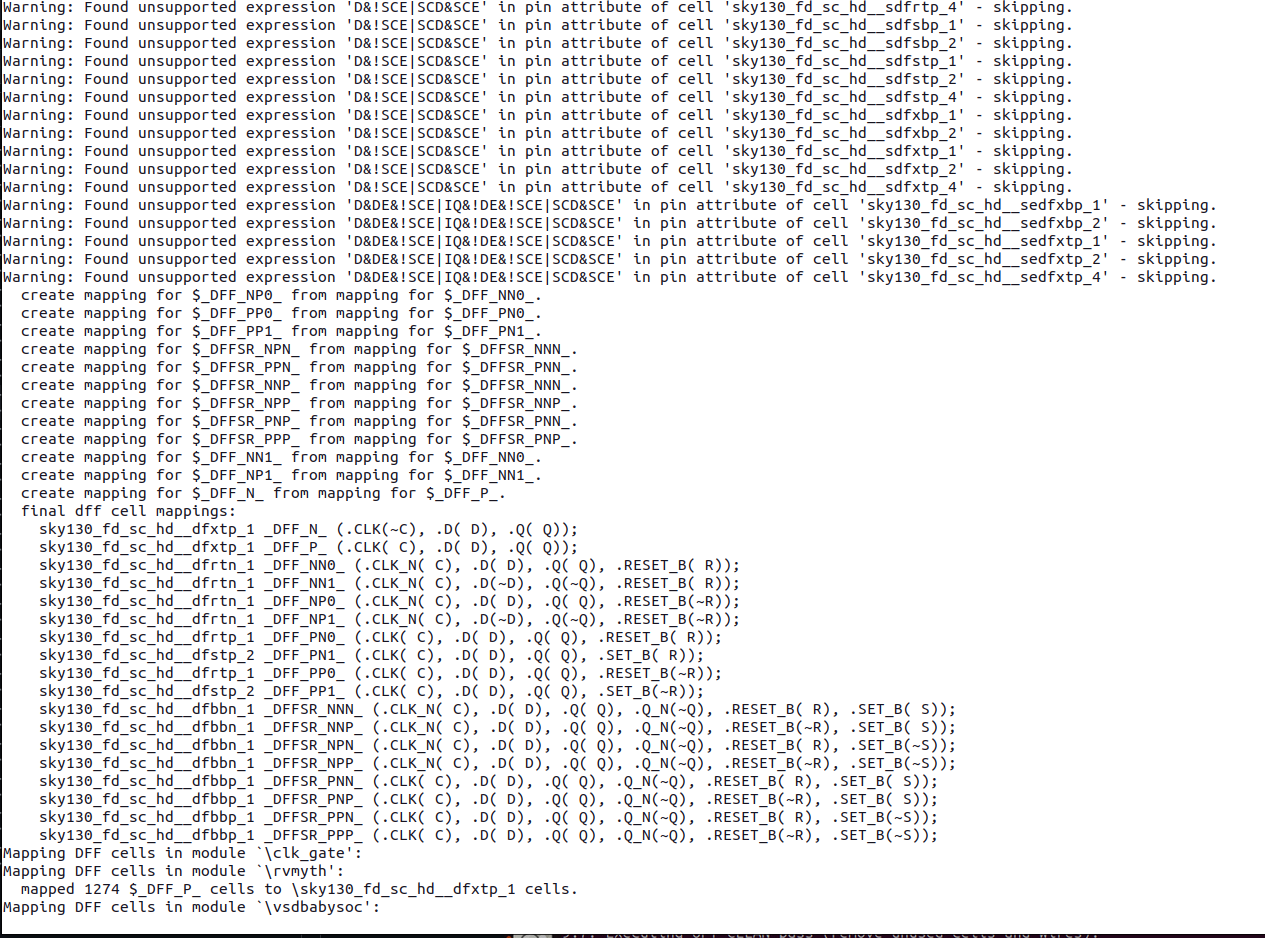 Warning: Found unsupported expression 'D&!SCE|SCD&SCE' in pin attribute of cell 'sky130_fd_sc_hd__sdfrtp_4' - skipping.
Warning: Found unsupported expression 'D&!SCE|SCD&SCE' in pin attribute of cell 'sky130_fd_sc_hd__sdfsbp_1' - skipping.
Warning: Found unsupported expression 'D&!SCE|SCD&SCE' in pin attribute of cell 'sky130_fd_sc_hd__sdfsbp_2' - skipping.
Warning: Found unsupported expression 'D&!SCE|SCD&SCE' in pin attribute of cell 'sky130_fd_sc_hd__sdfstp_1' - skipping.
Warning: Found unsupported expression 'D&!SCE|SCD&SCE' in pin attribute of cell 'sky130_fd_sc_hd__sdfstp_2' - skipping.
Warning: Found unsupported expression 'D&!SCE|SCD&SCE' in pin attribute of cell 'sky130_fd_sc_hd__sdfstp_4' - skipping.
Warning: Found unsupported expression 'D&!SCE|SCD&SCE' in pin attribute of cell 'sky130_fd_sc_hd__sdfxbp_1' - skipping.
Warning: Found unsupported expression 'D&!SCE|SCD&SCE' in pin attribute of cell 'sky130_fd_sc_hd__sdfxbp_2' - skipping.
Warning: Found unsupported expression 'D&!SCE|SCD&SCE' in pin attribute of cell 'sky130_fd_sc_hd__sdfxtp_1' - skipping.
Warning: Found unsupported expression 'D&!SCE|SCD&SCE' in pin attribute of cell 'sky130_fd_sc_hd__sdfxtp_2' - skipping.
Warning: Found unsupported expression 'D&!SCE|SCD&SCE' in pin attribute of cell 'sky130_fd_sc_hd__sdfxtp_4' - skipping.
Warning: Found unsupported expression 'D&DE&!SCE|IQ&!DE&!SCE|SCD&SCE' in pin attribute of cell 'sky130_fd_sc_hd__sedfxbp_1' - skipping.
Warning: Found unsupported expression 'D&DE&!SCE|IQ&!DE&!SCE|SCD&SCE' in pin attribute of cell 'sky130_fd_sc_hd__sedfxbp_2' - skipping.
Warning: Found unsupported expression 'D&DE&!SCE|IQ&!DE&!SCE|SCD&SCE' in pin attribute of cell 'sky130_fd_sc_hd__sedfxtp_1' - skipping.
Warning: Found unsupported expression 'D&DE&!SCE|IQ&!DE&!SCE|SCD&SCE' in pin attribute of cell 'sky130_fd_sc_hd__sedfxtp_2' - skipping.
Warning: Found unsupported expression 'D&DE&!SCE|IQ&!DE&!SCE|SCD&SCE' in pin attribute of cell 'sky130_fd_sc_hd__sedfxtp_4' - skipping.
  create mapping for $_DFF_NP0_ from mapping for $_DFF_NN0_.
  create mapping for $_DFF_PP0_ from mapping for $_DFF_PN0_.
  create mapping for $_DFF_PP1_ from mapping for $_DFF_PN1_.
  create mapping for $_DFFSR_NPN_ from mapping for $_DFFSR_NNN_.
  create mapping for $_DFFSR_PPN_ from mapping for $_DFFSR_PNN_.
  create mapping for $_DFFSR_NNP_ from mapping for $_DFFSR_NNN_.
  create mapping for $_DFFSR_NPP_ from mapping for $_DFFSR_NNP_.
  create mapping for $_DFFSR_PNP_ from mapping for $_DFFSR_PNN_.
  create mapping for $_DFFSR_PPP_ from mapping for $_DFFSR_PNP_.
  create mapping for $_DFF_NN1_ from mapping for $_DFF_NN0_.
  create mapping for $_DFF_NP1_ from mapping for $_DFF_NN1_.
  create mapping for $_DFF_N_ from mapping for $_DFF_P_.
  final dff cell mappings:
    sky130_fd_sc_hd__dfxtp_1 _DFF_N_ (.CLK(~C), .D( D), .Q( Q));
    sky130_fd_sc_hd__dfxtp_1 _DFF_P_ (.CLK( C), .D( D), .Q( Q));
    sky130_fd_sc_hd__dfrtn_1 _DFF_NN0_ (.CLK_N( C), .D( D), .Q( Q), .RESET_B( R));
    sky130_fd_sc_hd__dfrtn_1 _DFF_NN1_ (.CLK_N( C), .D(~D), .Q(~Q), .RESET_B( R));
    sky130_fd_sc_hd__dfrtn_1 _DFF_NP0_ (.CLK_N( C), .D( D), .Q( Q), .RESET_B(~R));
    sky130_fd_sc_hd__dfrtn_1 _DFF_NP1_ (.CLK_N( C), .D(~D), .Q(~Q), .RESET_B(~R));
    sky130_fd_sc_hd__dfrtp_1 _DFF_PN0_ (.CLK( C), .D( D), .Q( Q), .RESET_B( R));
    sky130_fd_sc_hd__dfstp_2 _DFF_PN1_ (.CLK( C), .D( D), .Q( Q), .SET_B( R));
    sky130_fd_sc_hd__dfrtp_1 _DFF_PP0_ (.CLK( C), .D( D), .Q( Q), .RESET_B(~R));
    sky130_fd_sc_hd__dfstp_2 _DFF_PP1_ (.CLK( C), .D( D), .Q( Q), .SET_B(~R));
    sky130_fd_sc_hd__dfbbn_1 _DFFSR_NNN_ (.CLK_N( C), .D( D), .Q( Q), .Q_N(~Q), .RESET_B( R), .SET_B( S));
    sky130_fd_sc_hd__dfbbn_1 _DFFSR_NNP_ (.CLK_N( C), .D( D), .Q( Q), .Q_N(~Q), .RESET_B(~R), .SET_B( S));
    sky130_fd_sc_hd__dfbbn_1 _DFFSR_NPN_ (.CLK_N( C), .D( D), .Q( Q), .Q_N(~Q), .RESET_B( R), .SET_B(~S));
    sky130_fd_sc_hd__dfbbn_1 _DFFSR_NPP_ (.CLK_N( C), .D( D), .Q( Q), .Q_N(~Q), .RESET_B(~R), .SET_B(~S));
    sky130_fd_sc_hd__dfbbp_1 _DFFSR_PNN_ (.CLK( C), .D( D), .Q( Q), .Q_N(~Q), .RESET_B( R), .SET_B( S));
    sky130_fd_sc_hd__dfbbp_1 _DFFSR_PNP_ (.CLK( C), .D( D), .Q( Q), .Q_N(~Q), .RESET_B(~R), .SET_B( S));
    sky130_fd_sc_hd__dfbbp_1 _DFFSR_PPN_ (.CLK( C), .D( D), .Q( Q), .Q_N(~Q), .RESET_B( R), .SET_B(~S));
    sky130_fd_sc_hd__dfbbp_1 _DFFSR_PPP_ (.CLK( C), .D( D), .Q( Q), .Q_N(~Q), .RESET_B(~R), .SET_B(~S));
Mapping DFF cells in module `\clk_gate':
Mapping DFF cells in module `\rvmyth':
  mapped 1274 $_DFF_P_ cells to \sky130_fd_sc_hd__dfxtp_1 cells.
Mapping DFF cells in module `\vsdbabysoc':